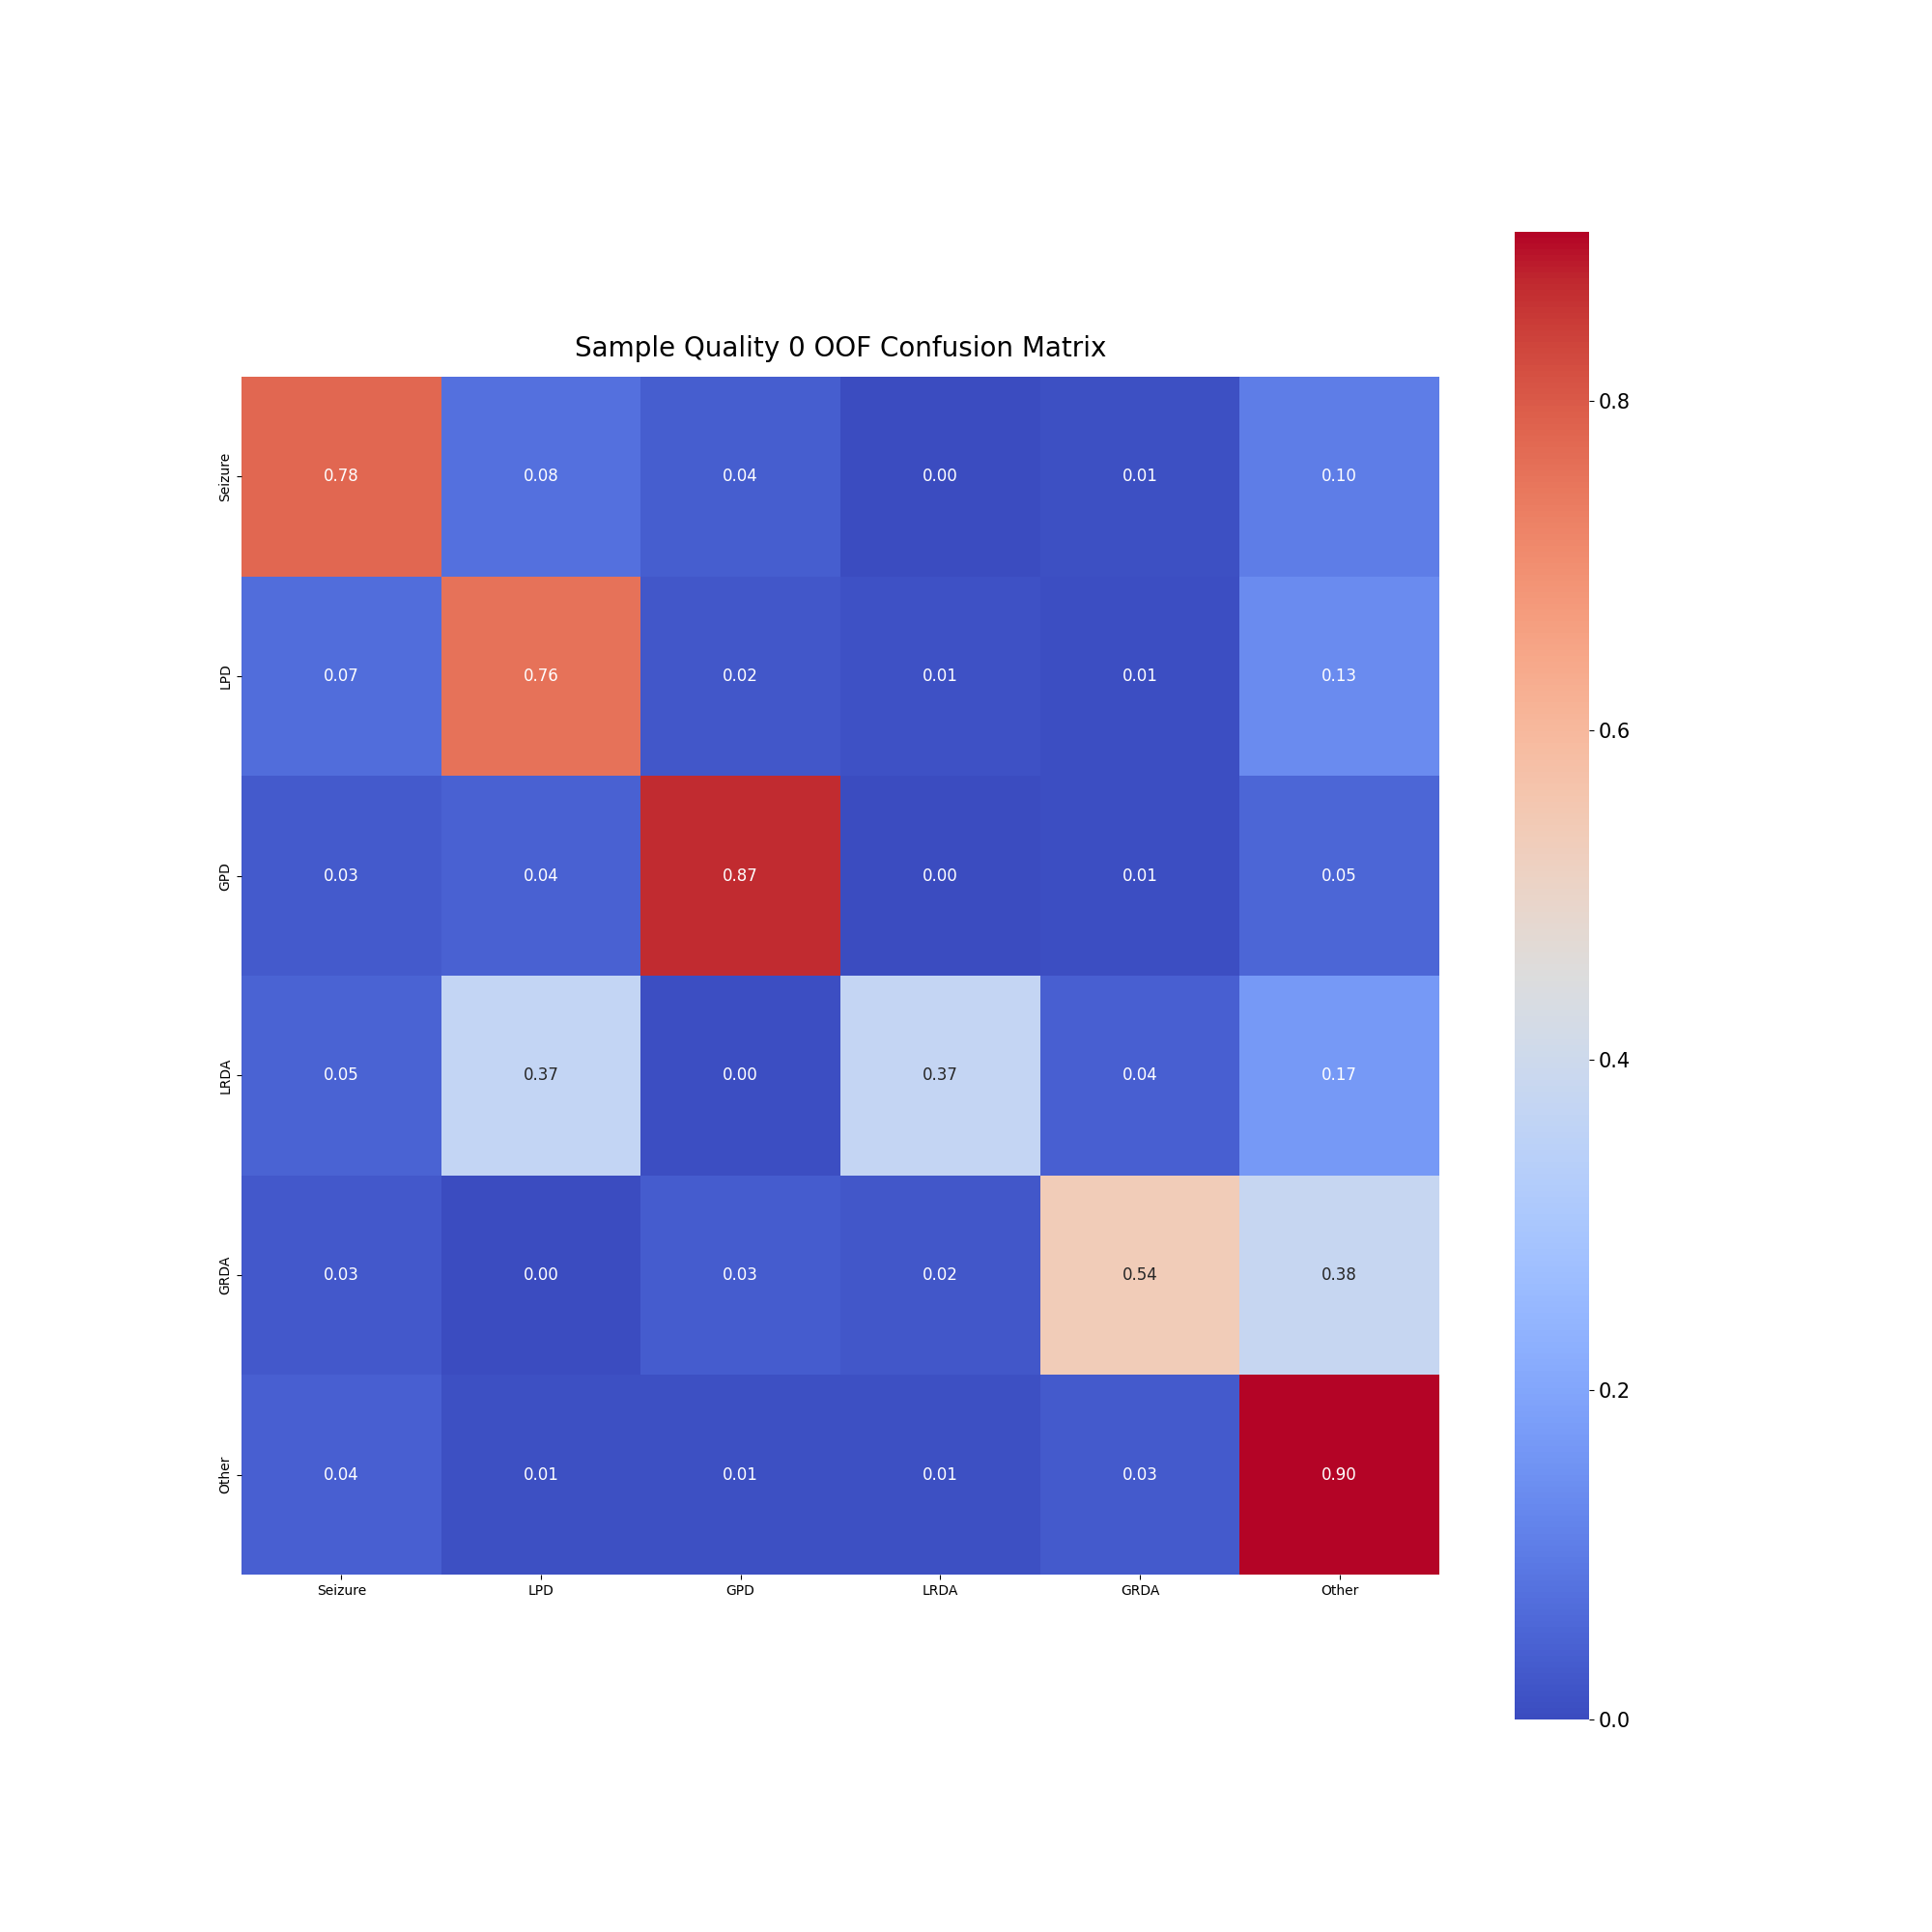 Sample Quality 0 OOF Confusion Matrix
Seizure 0.78 0.08 0.04 0.00 0.01 0.10
LPD 0.07 0.76 0.02 0.01 0.01 0.13
GPD 0.03 0.04 0.87 0.00 0.01 0.05
LRDA 0.05 0.37 0.00 0.37 0.04 0.17
GRDA 0.03 0.00 0.03 0.02 0.54 0.38
Other 0.04 0.01 0.01 0.01 0.03 0.90
Seizure LPD GPD LRDA GRDA Other
0.8
0.6
0.4
0.2
0.0